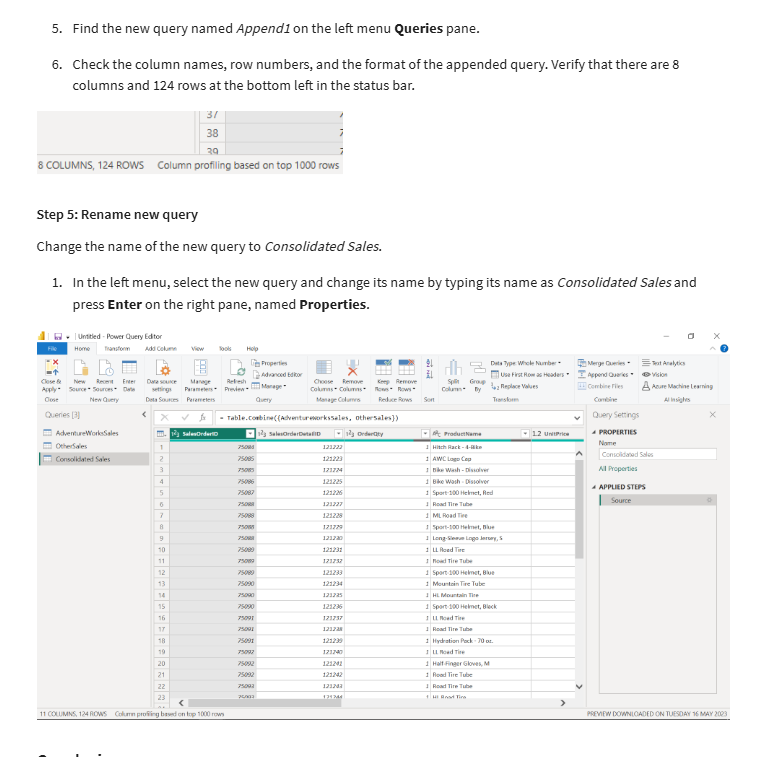 5. Find the new query named Append1 on the left menu Queries pane.
6. Check the column names, row numbers, and the format of the appended query. Verify that there are 8
columns and 124 rows at the bottom left in the status bar.
37
38
39
8 COLUMNS, 124 ROWS Column profiling based on top 1000 rows
Step 5: Rename new query
Change the name of the new query to Consolidated Sales.
1. In the left menu, select the new query and change its name by typing its name as Consolidated Sales and
press Enter on the right pane, named Properties.
Untitled - Power Query Editor
File Home Transform Add Column View Tools Help
Close & Apply New Source Recent Sources Enter Data Data source settings Manage Parameters Refresh Preview Properties Advanced Editor Manage Choose Columns Remove Columns Keep Rows Remove Rows Split Column Group By Data Type: Whole Number Use First Row as Headers Replace Values Merge Queries Append Queries Combine Files Text Analytics Vision Azure Machine Learning
Close New Query Data Sources Parameters Query Manage Columns Reduce Rows Sort Transform Combine AI Insights
Queries [3]
AdventureWorksSales
OtherSales
Consolidated Sales
= Table.Combine({AdventureWorksSales, OtherSales})
SalesOrderID SalesOrderDetailID OrderQty ProductName 1.2 UnitPrice
1 75084 121222 1 Hitch Rack - 4-Bike
2 75085 121223 1 AWC Logo Cap
3 75085 121224 1 Bike Wash - Dissolver
4 75086 121225 1 Bike Wash - Dissolver
5 75087 121226 1 Sport-100 Helmet, Red
6 75088 121227 1 Road Tire Tube
7 75088 121228 1 ML Road Tire
8 75088 121229 1 Sport-100 Helmet, Blue
9 75088 121230 1 Long-Sleeve Logo Jersey, S
10 75089 121231 1 LL Road Tire
11 75089 121232 1 Road Tire Tube
12 75089 121233 1 Sport-100 Helmet, Blue
13 75090 121234 1 Mountain Tire Tube
14 75090 121235 1 HL Mountain Tire
15 75090 121236 1 Sport-100 Helmet, Black
16 75091 121237 1 LL Road Tire
17 75091 121238 1 Road Tire Tube
18 75091 121239 1 Hydration Pack - 70 oz.
19 75092 121240 1 LL Road Tire
20 75092 121241 1 Half-Finger Gloves, M
21 75092 121242 1 Road Tire Tube
22 75093 121243 1 Road Tire Tube
23 75093 121244 1 HL Road Tire
Query Settings
PROPERTIES
Name
Consolidated Sales
All Properties
APPLIED STEPS
Source
11 COLUMNS, 124 ROWS Column profiling based on top 1000 rows PREVIEW DOWNLOADED ON TUESDAY 16 MAY 2023